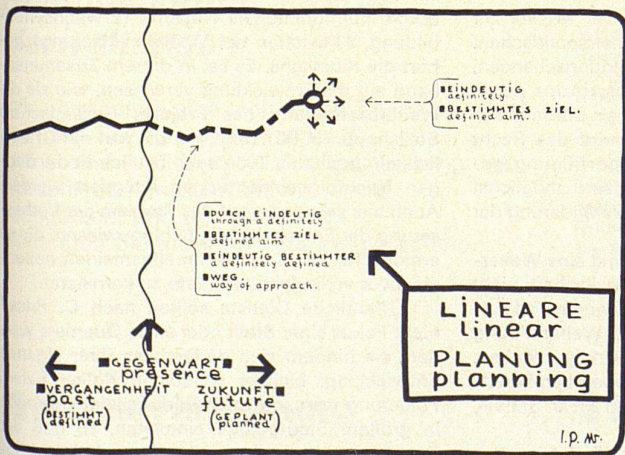 ■EINDEUTIG
definitely
■BESTIMMTES ZIEL.
defined aim.
■DURCH EINDEUTIG
through a definitely
■BESTIMMTES ZIEL
defined aim
■EINDEUTIG BESTIMMTER
a definitely defined
■WEG.
way of approach.
LINEARE
linear
PLANUNG
planning
GEGENWART
presence
■VERGANGENHEIT
past
(BESTIMMT)
(defined)
ZUKUNFT■
future
(GEPLANT)
(planned)